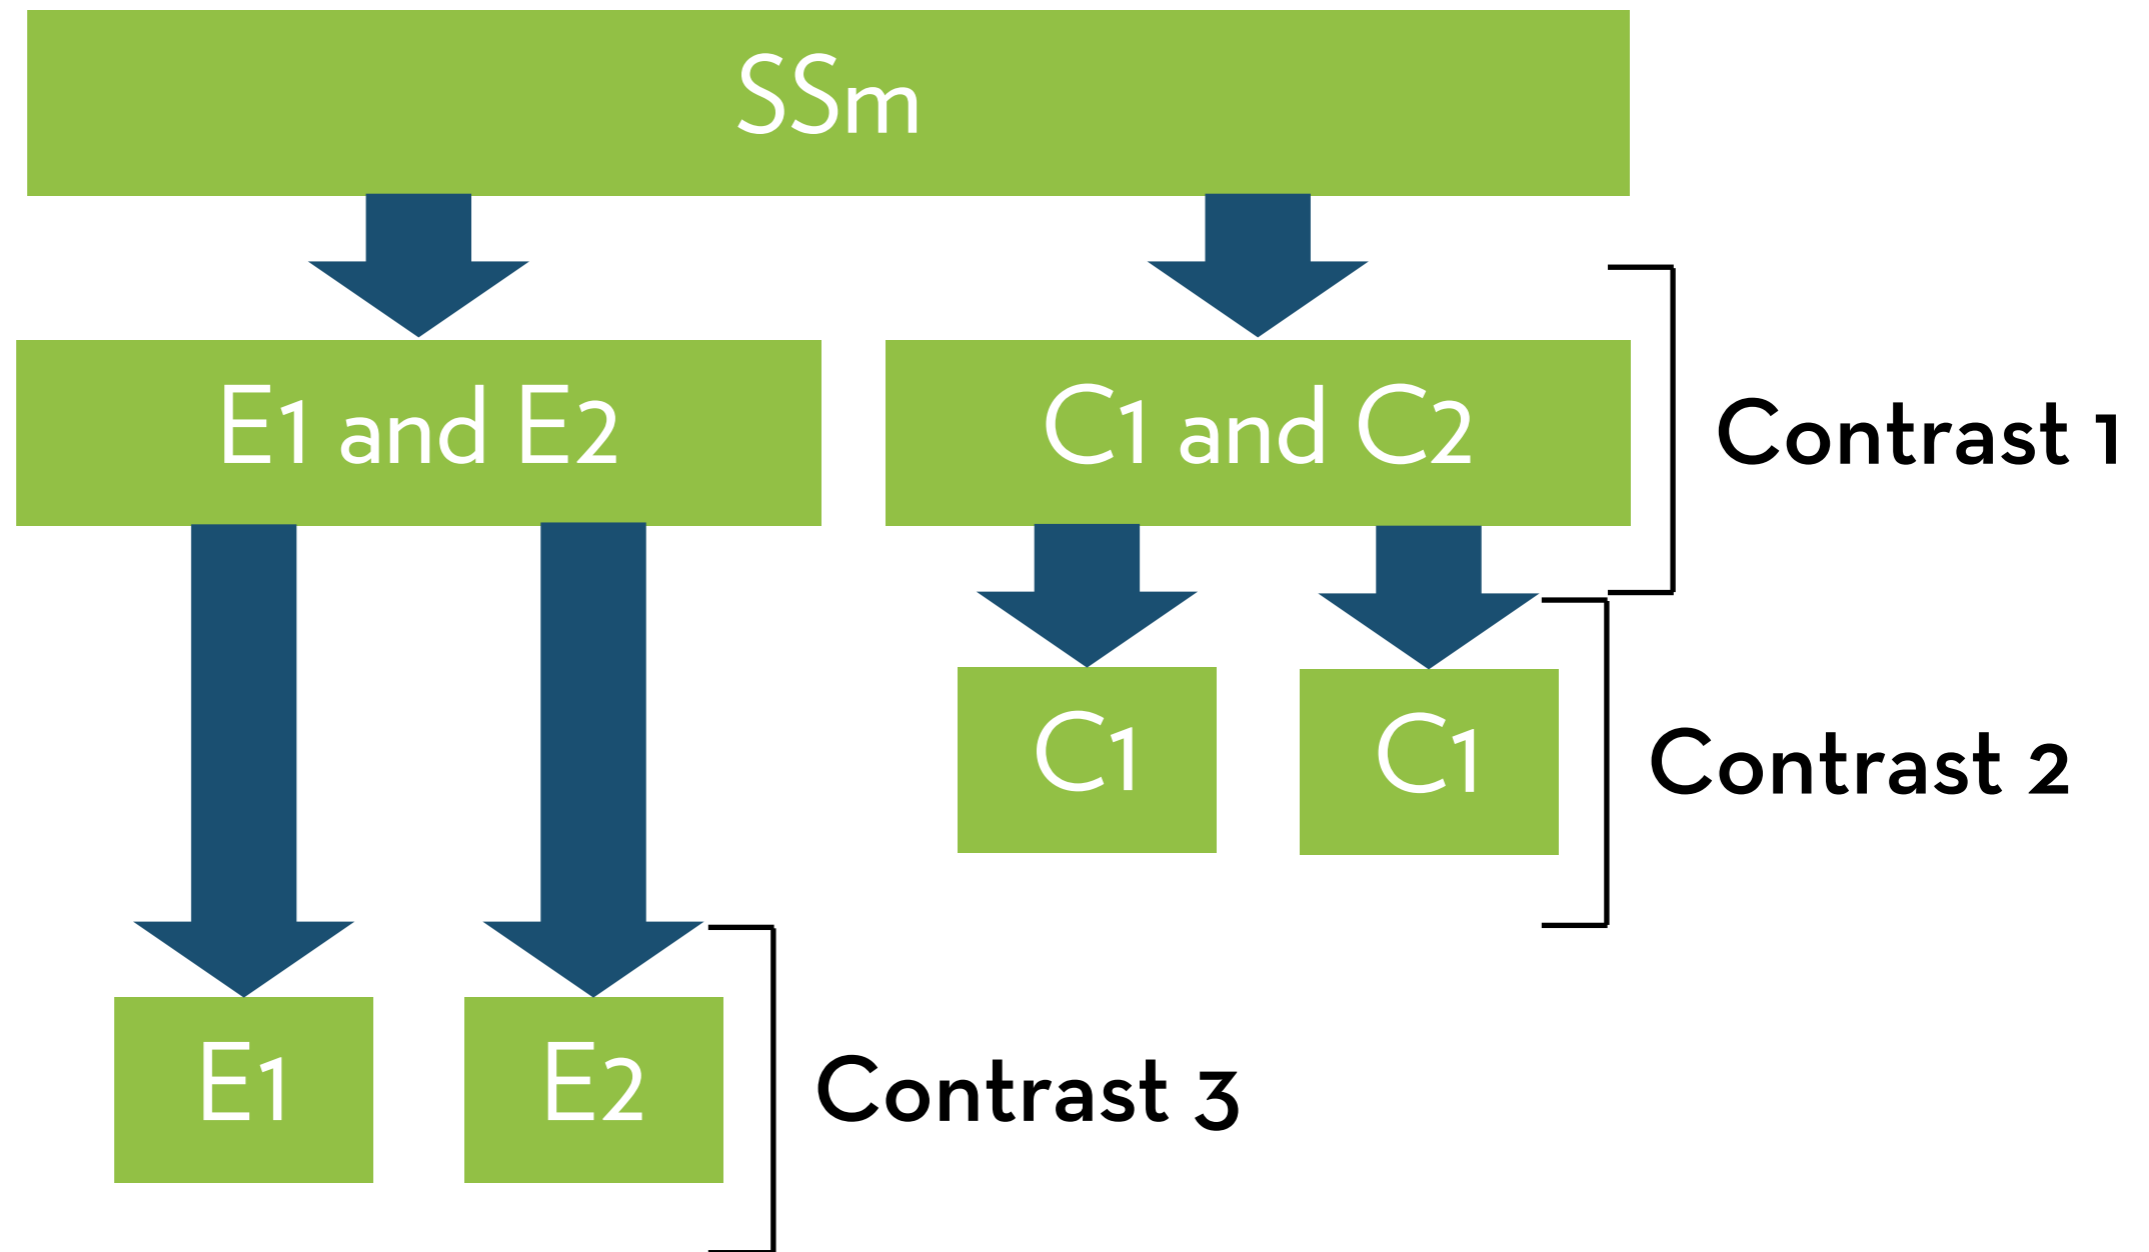 SSm
E1 and E2
C1 and C2
Contrast 1
C1
C1
Contrast 2
E1
E2
Contrast 3